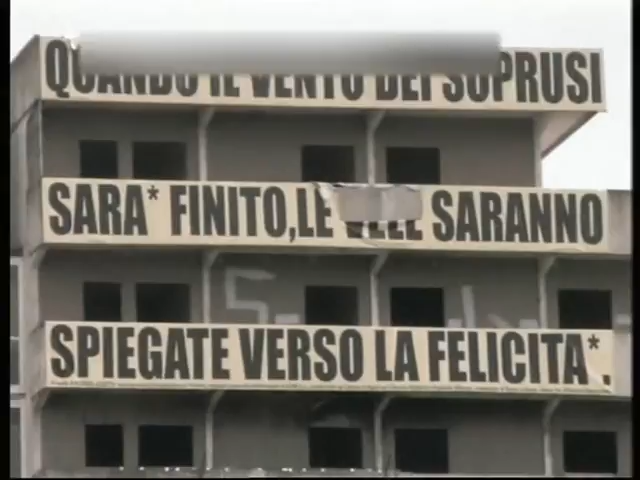 QUANDO IL VENTO DEI SOPRUSI
SARA* FINITO, LE SARANNO
SPIEGATE VERSO LA FELICITA*.